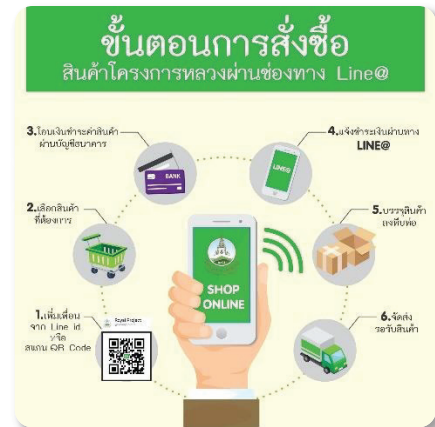 ขั้นตอนการสั่งซื้อ
สินค้าโครงการหลวงผ่านช่องทาง Line@
1.เพิ่มเพื่อน
จาก Line id
หรือ
สแกน QR Code
Royal Project
2.เลือกสินค้า
ที่ต้องการ
3.โอนเงินชำระค่าสินค้า
ผ่านบัญชีธนาคาร
BANK
4.แจ้งชำระเงินผ่านทาง
LINE@
LINE@
5.บรรจุสินค้า
ลงหีบห่อ
6.จัดส่ง
รอรับสินค้า
SHOP
ONLINE